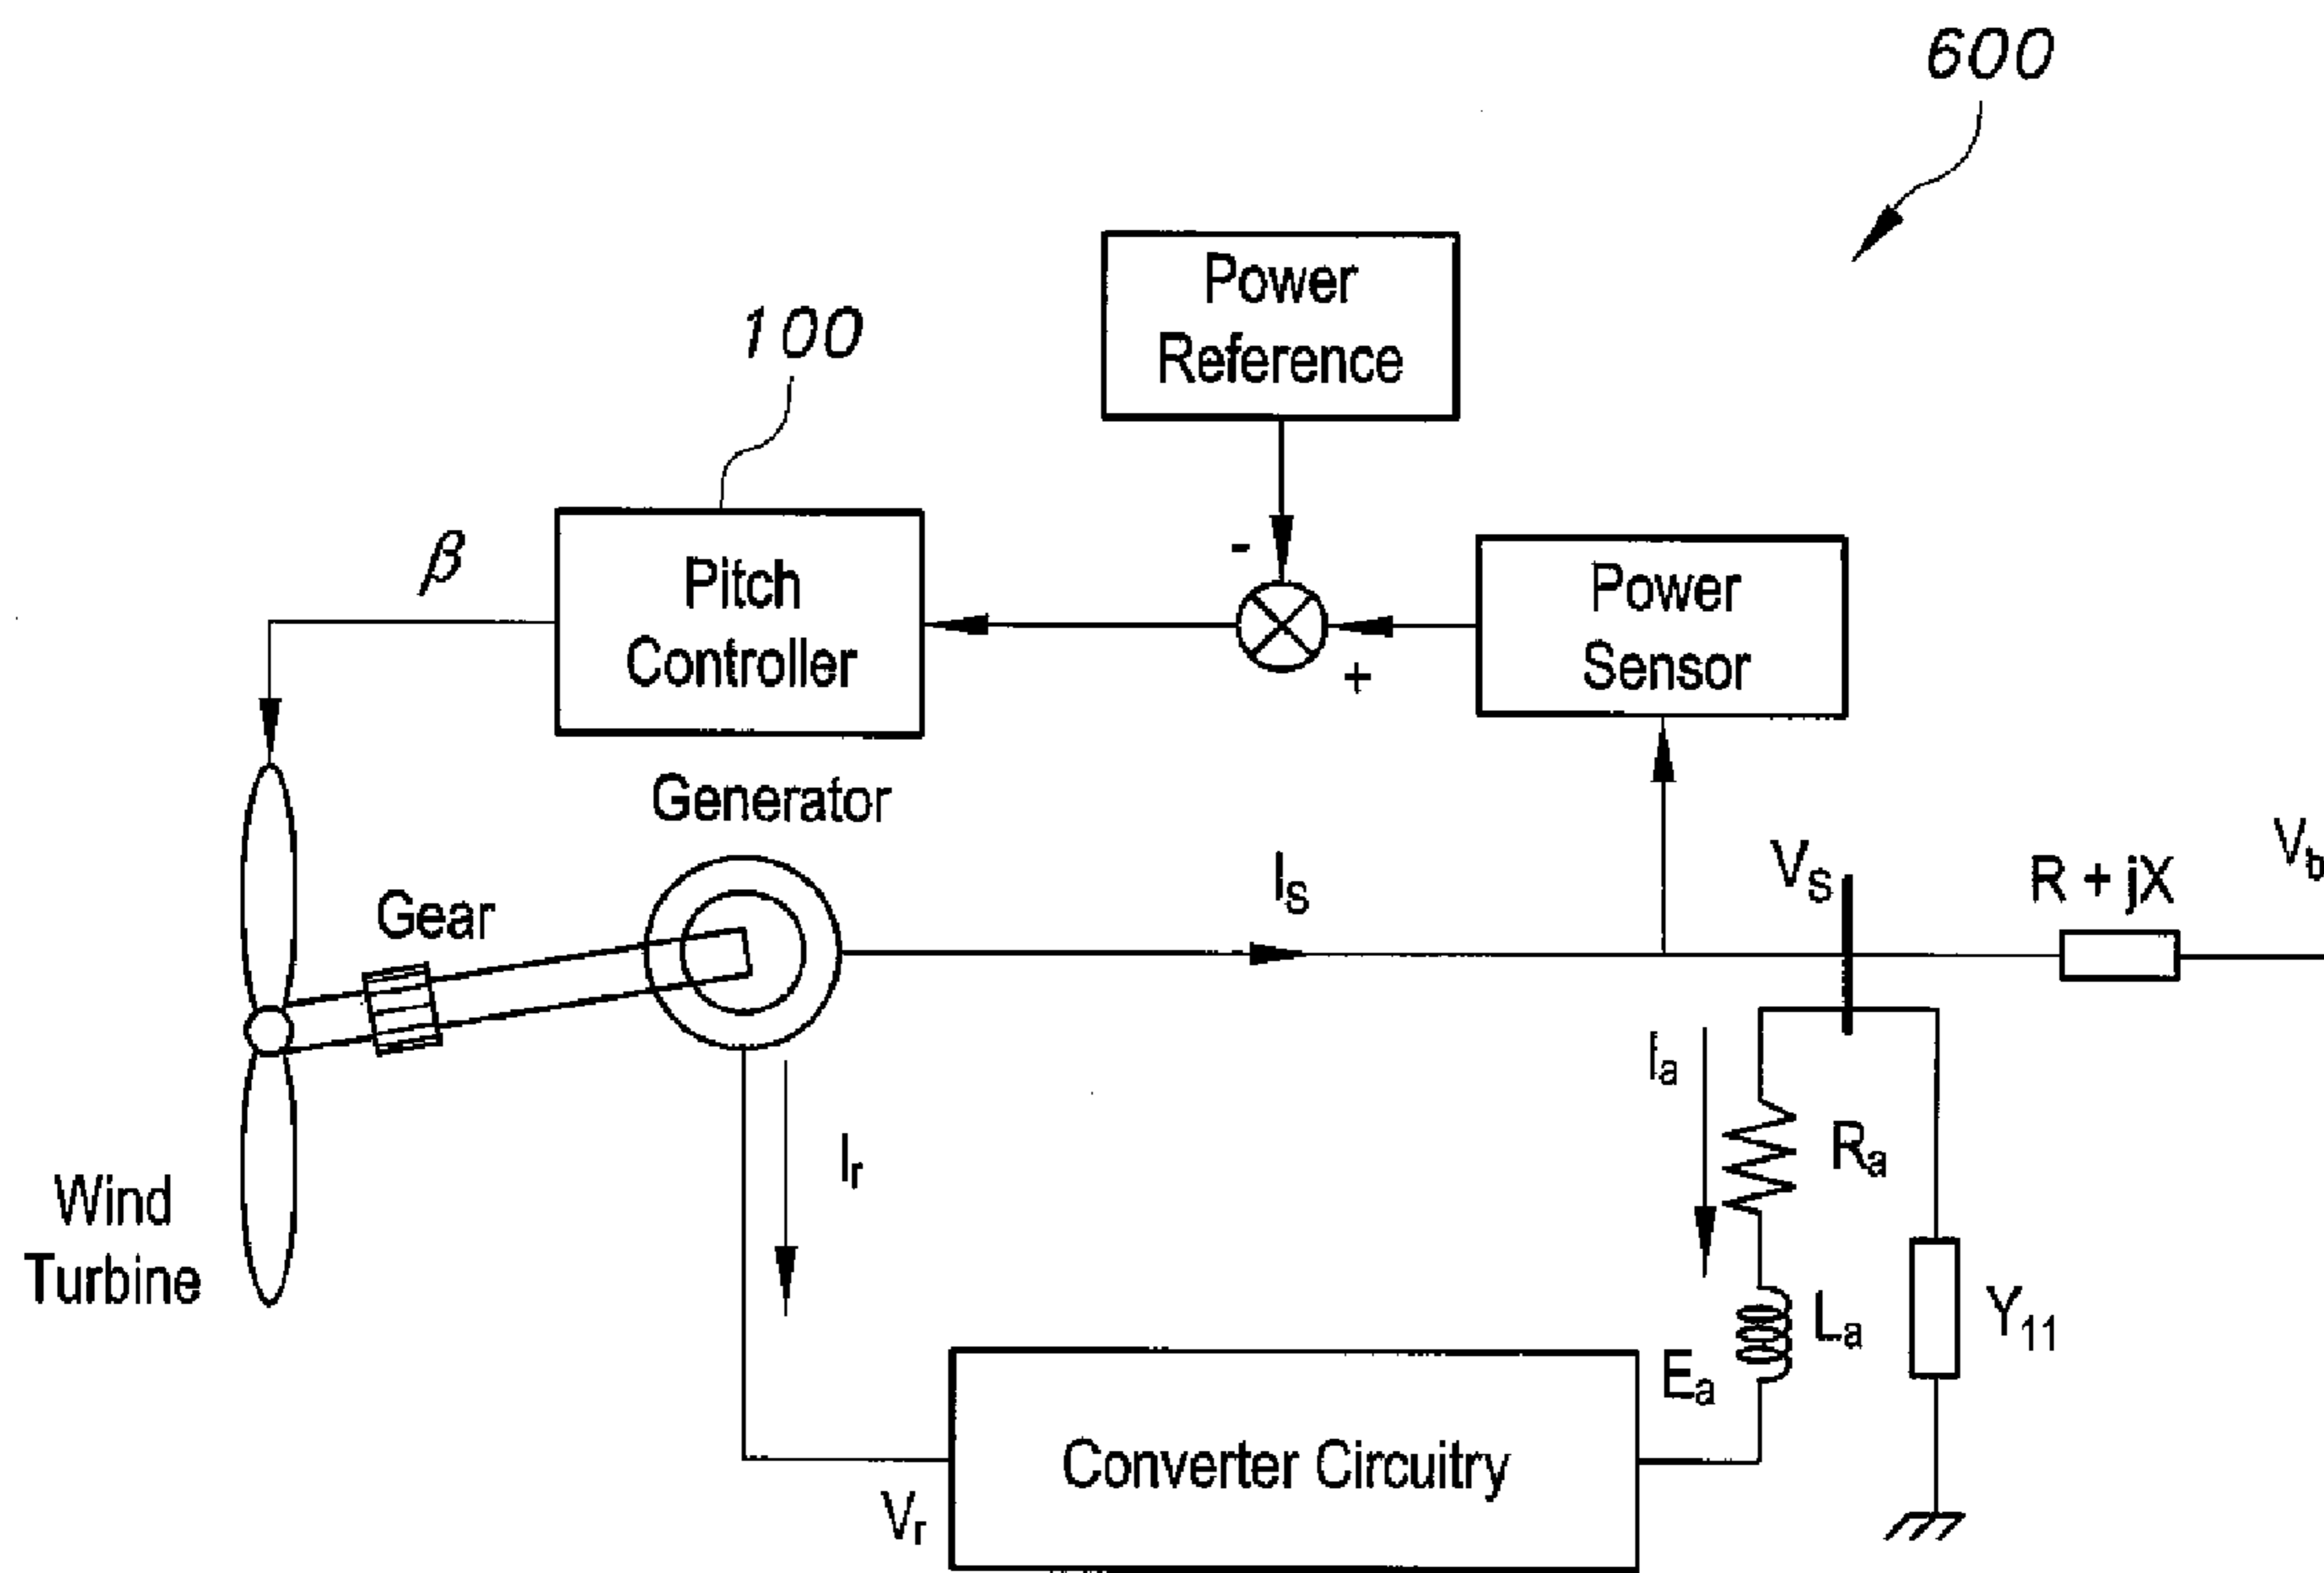 600
100
Power
Reference
β
Pitch
Controller
-
+
Power
Sensor
Generator
Gear
Wind
Turbine
Iₛ
Vₛ
R + jX
V_b
Iᵣ
Iₐ
Rₐ
Lₐ
Y₁₁
Eₐ
Vᵣ
Converter Circuitry